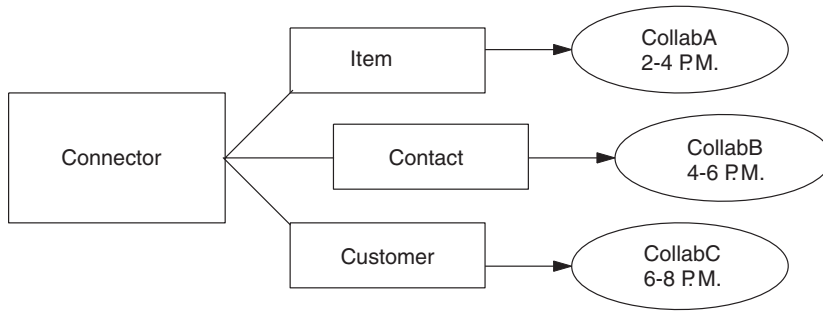 Item
CollabA
2-4 P.M.
Connector
Contact
CollabB
4-6 P.M.
Customer
CollabC
6-8 P.M.